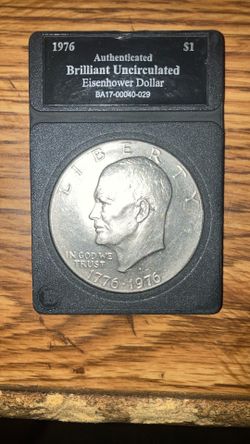 1976 $1
Authenticated
Brilliant Uncirculated
Eisenhower Dollar
BA17-00040-029
LIBERTY
IN GOD WE
TRUST
1776·1976